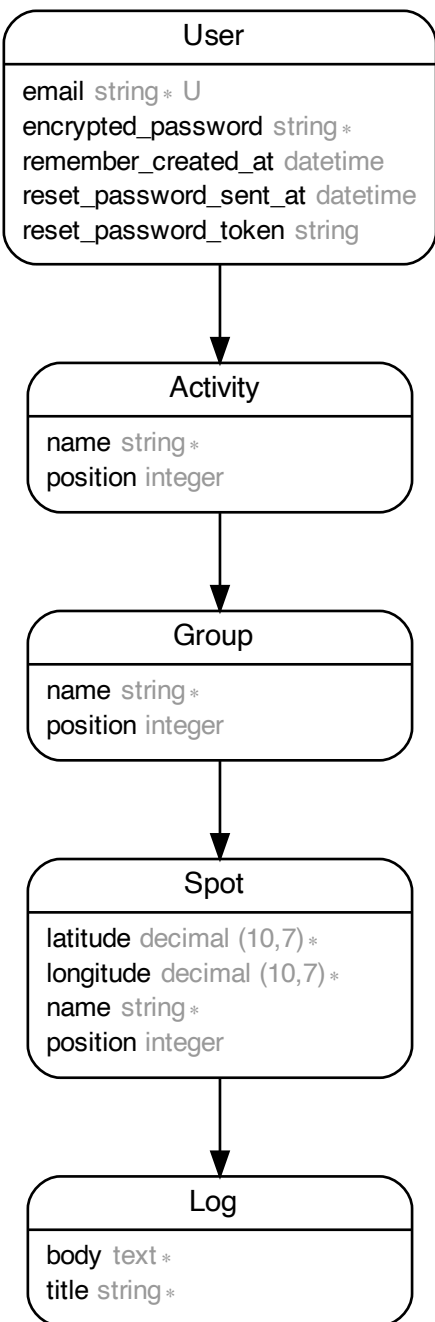 User
email string* U
encrypted_password string*
remember_created_at datetime
reset_password_sent_at datetime
reset_password_token string
Activity
name string*
position integer
Group
name string*
position integer
Spot
latitude decimal (10,7)*
longitude decimal (10,7)*
name string*
position integer
Log
body text*
title string*